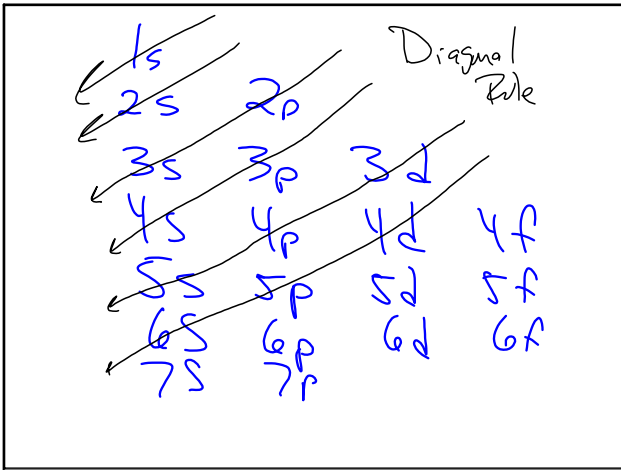 Diagnal
Rule
1s
2s 2p
3s 3p 3d
4s 4p 4d 4f
5s 5p 5d 5f
6s 6p 6d 6f
7s 7p